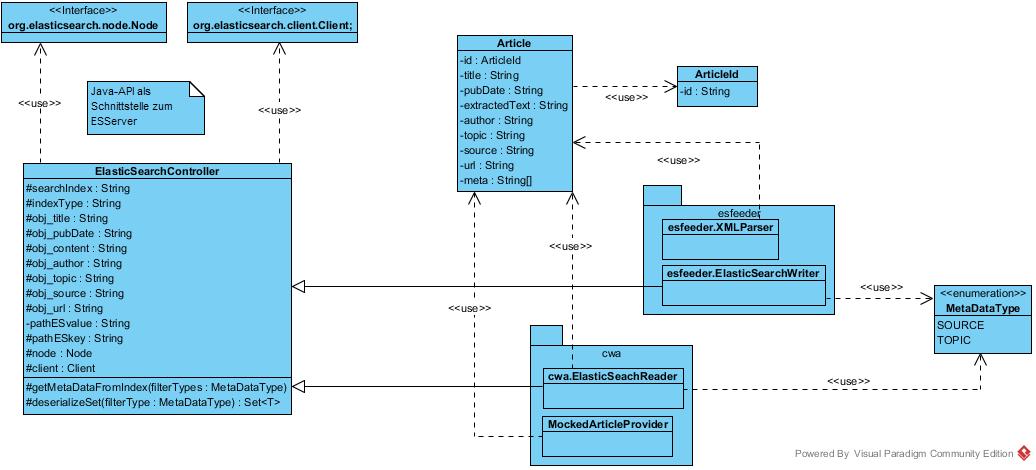 <<Interface>>
org.elasticsearch.node.Node
<<Interface>>
org.elasticsearch.client.Client;
<<use>>
<<use>>
Java-API als
Schnittstelle zum
ESServer
ElasticSearchController
#searchIndex : String
#indexType : String
#obj_title : String
#obj_pubDate : String
#obj_content : String
#obj_author : String
#obj_topic : String
#obj_source : String
#obj_url : String
-pathESvalue : String
#pathESkey : String
#node : Node
#client : Client
#getMetaDataFromIndex(filterTypes : MetaDataType)
#deserializeSet(filterType : MetaDataType) : Set<T>
Article
-id : ArticleId
-title : String
-pubDate : String
-extractedText : String
-author : String
-topic : String
-source : String
-url : String
-meta : String[]
<<use>>
ArticleId
-id : String
<<use>>
<<use>>
<<use>>
esfeeder
esfeeder.XMLParser
esfeeder.ElasticSearchWriter
<<use>>
<<enumeration>>
MetaDataType
SOURCE
TOPIC
cwa
cwa.ElasticSeachReader
MockedArticleProvider
<<use>>
Powered By Visual Paradigm Community Edition